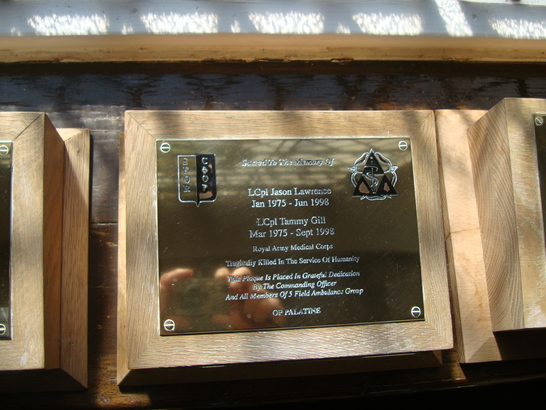 Sacred To The Memory of
LCpl Jason Lawrence
Jan 1975 - Jun 1998
LCpl Tammy Gill
Mar 1975 - Sept 1998
Royal Army Medical Corps
Tragically Killed In The Service Of Humanity
This Plaque Is Placed In Grateful Dedication
By The Commanding Officer
And All Members Of 5 Field Ambulance Group
OP PALATINE